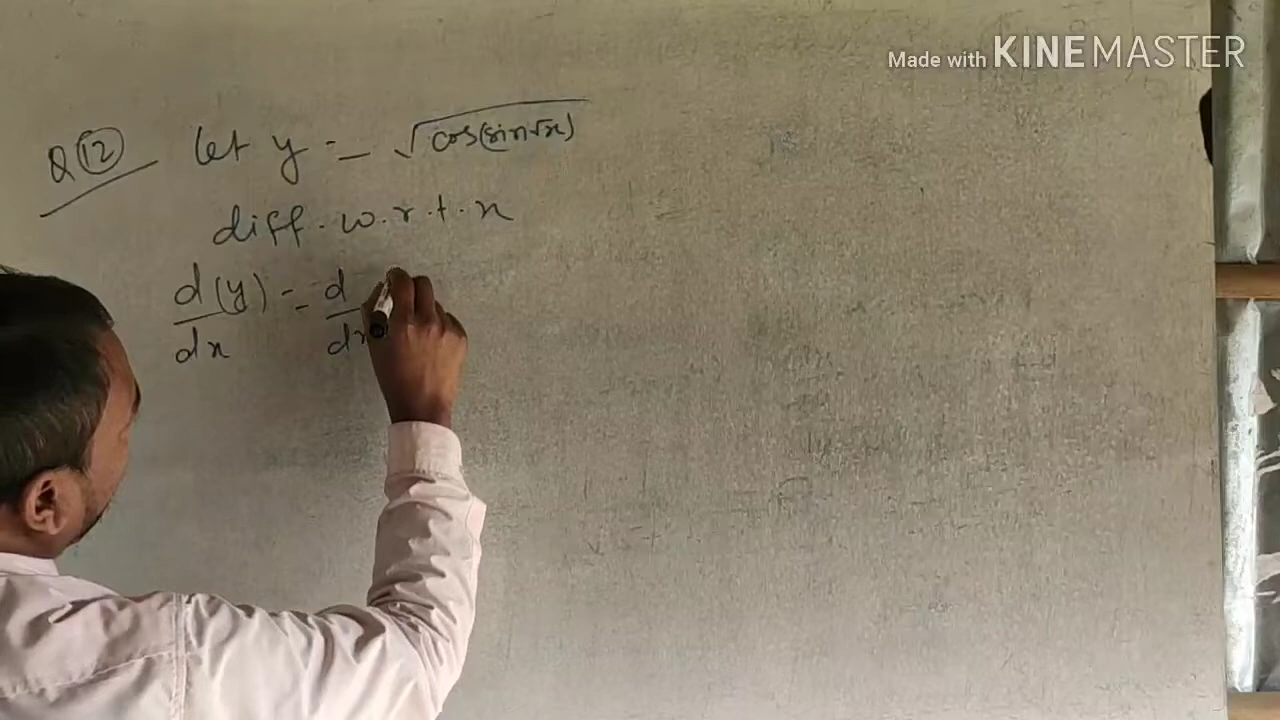 Made with KINEMASTER
Q 12 Let y = √cos(sin√x)
diff. w.r.t. x
d/dx (y) = d/dx